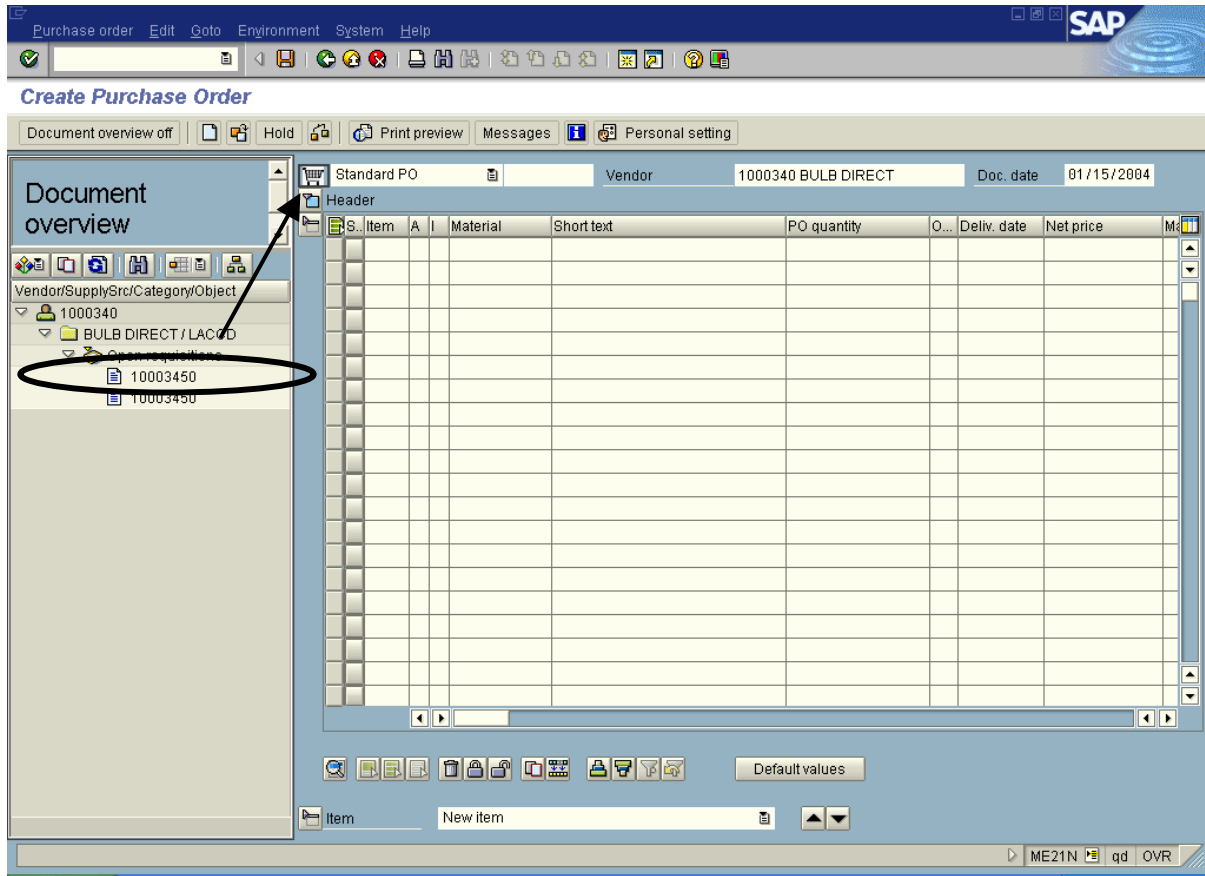 Purchase order Edit Goto Environment System Help
SAP
Create Purchase Order
Document overview off Hold Print preview Messages Personal setting
Standard PO Vendor 1000340 BULB DIRECT Doc. date 01/15/2004
Document
overview
Header
S.. Item A I Material Short text PO quantity O... Deliv. date Net price
Vendor/SupplySrc/Category/Object
1000340
BULB DIRECT / LACCD
Open requisitions
10003450
10003450
Default values
Item New item
ME21N qd OVR